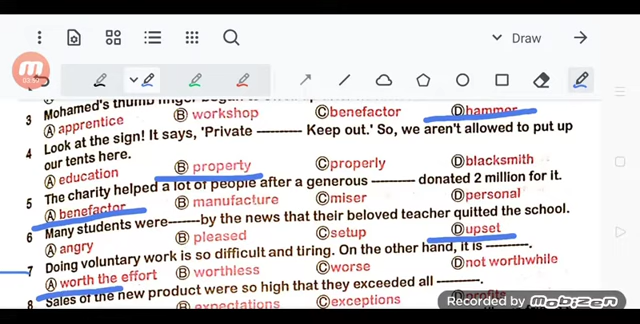 Draw
03:52
3 Mohamed's thumb finger began to
Ⓐ apprentice Ⓑ workshop Ⓒ benefactor Ⓓ hammer
4 Look at the sign! It says, 'Private ---------- Keep out.' So, we aren't allowed to put up
our tents here.
Ⓐ education Ⓑ property Ⓒ properly Ⓓ blacksmith
5 The charity helped a lot of people after a generous ---------- donated 2 million for it.
Ⓐ benefactor Ⓑ manufacture Ⓒ miser Ⓓ personal
6 Many students were--------by the news that their beloved teacher quitted the school.
Ⓐ angry Ⓑ pleased Ⓒ setup Ⓓ upset
7 Doing voluntary work is so difficult and tiring. On the other hand, it is ----------.
Ⓐ worth the effort Ⓑ worthless Ⓒ worse Ⓓ not worthwhile
8 Sales of the new product were so high that they exceeded all ----------.
Ⓑ expectations Ⓒ exceptions Ⓓ profits
Recorded by Mobizen